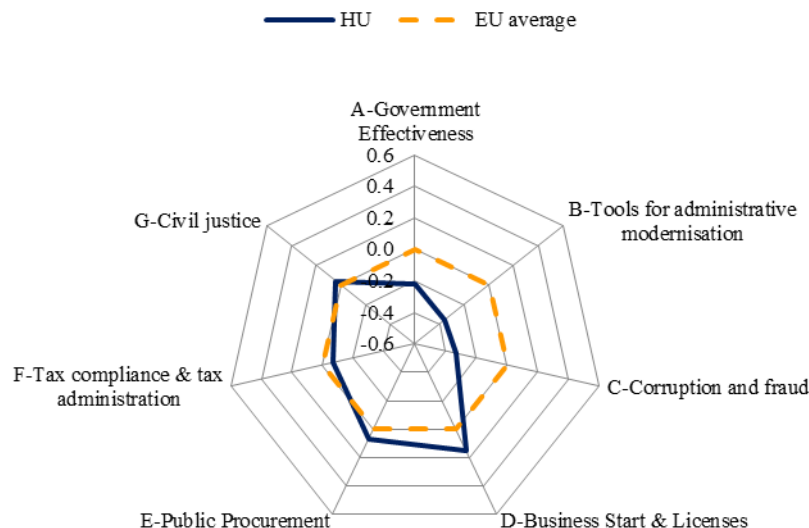 HU
EU average
A-Government
Effectiveness
0.6
0.4
0.2
0.0
-0.2
-0.4
-0.6
B-Tools for administrative
modernisation
C-Corruption and fraud
D-Business Start & Licenses
E-Public Procurement
F-Tax compliance & tax
administration
G-Civil justice